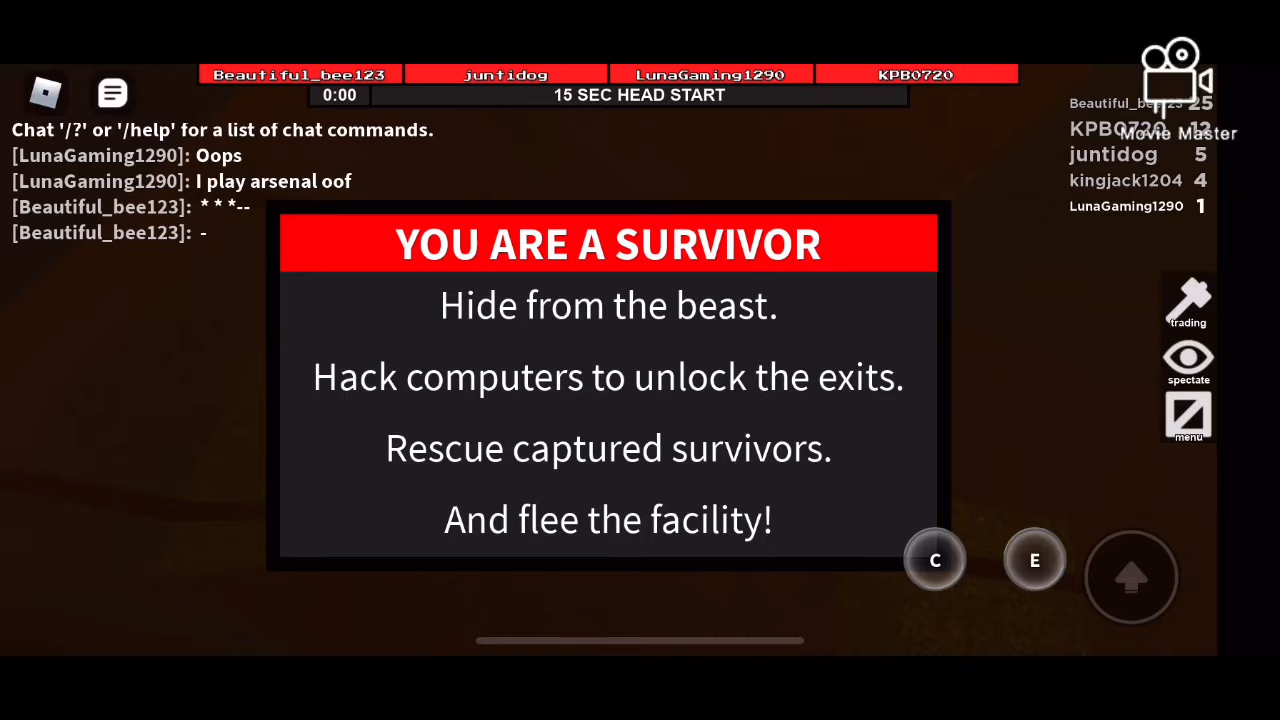 Beautiful_bee123 juntidog LunaGaming1290 KPB0720
0:00 15 SEC HEAD START
Chat '/?' or '/help' for a list of chat commands.
[LunaGaming1290]: Oops
[LunaGaming1290]: I play arsenal oof
[Beautiful_bee123]: * * *--
[Beautiful_bee123]: -
YOU ARE A SURVIVOR
Hide from the beast.
Hack computers to unlock the exits.
Rescue captured survivors.
And flee the facility!
Movie Master
Beautiful_bee123 25
KPB0720 12
juntidog 5
kingjack1204 4
LunaGaming1290 1
trading
spectate
menu
C E